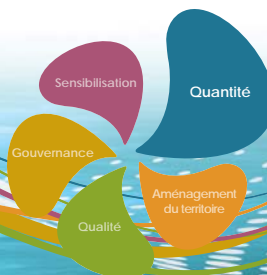 Sensibilisation
Quantité
Gouvernance
Aménagement
du territoire
Qualité